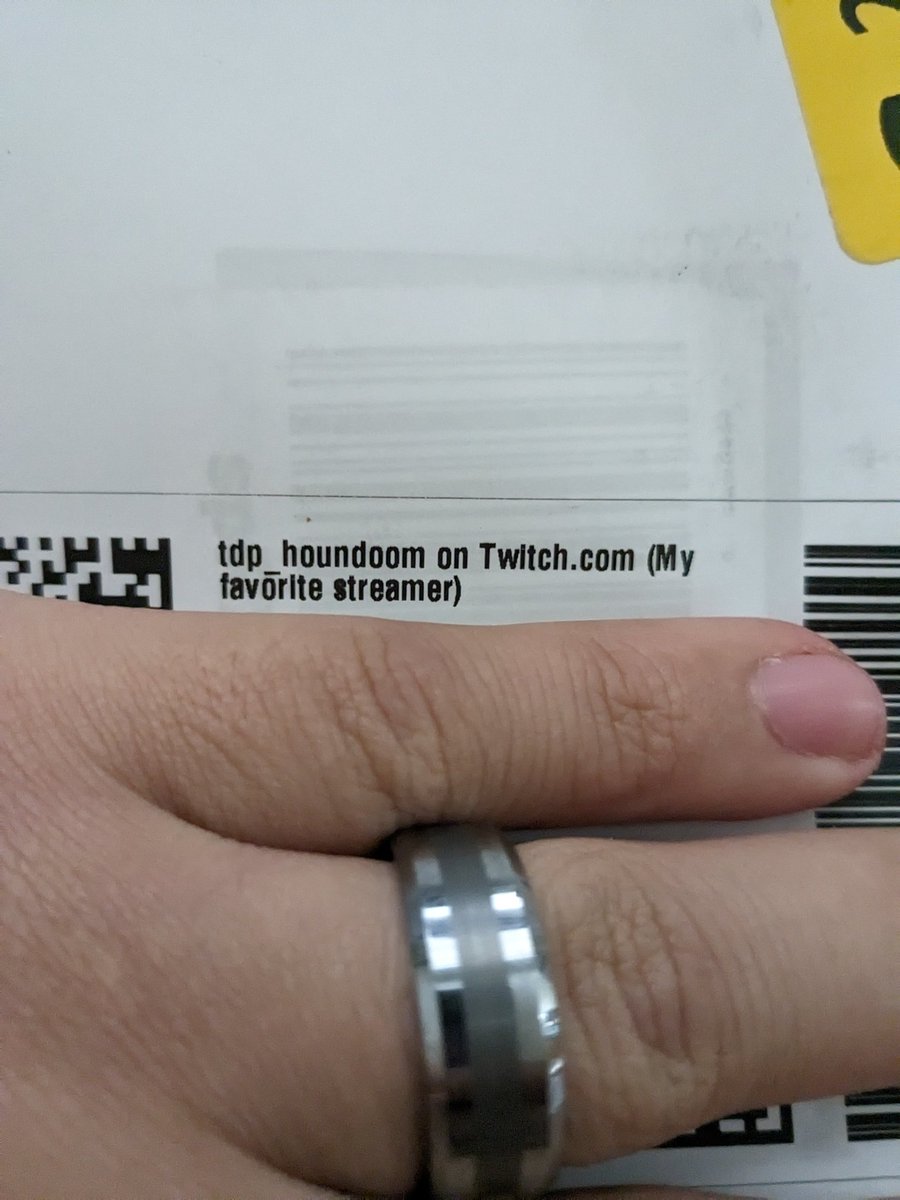 tdp_houndoom on Twitch.com (My
favorite streamer)